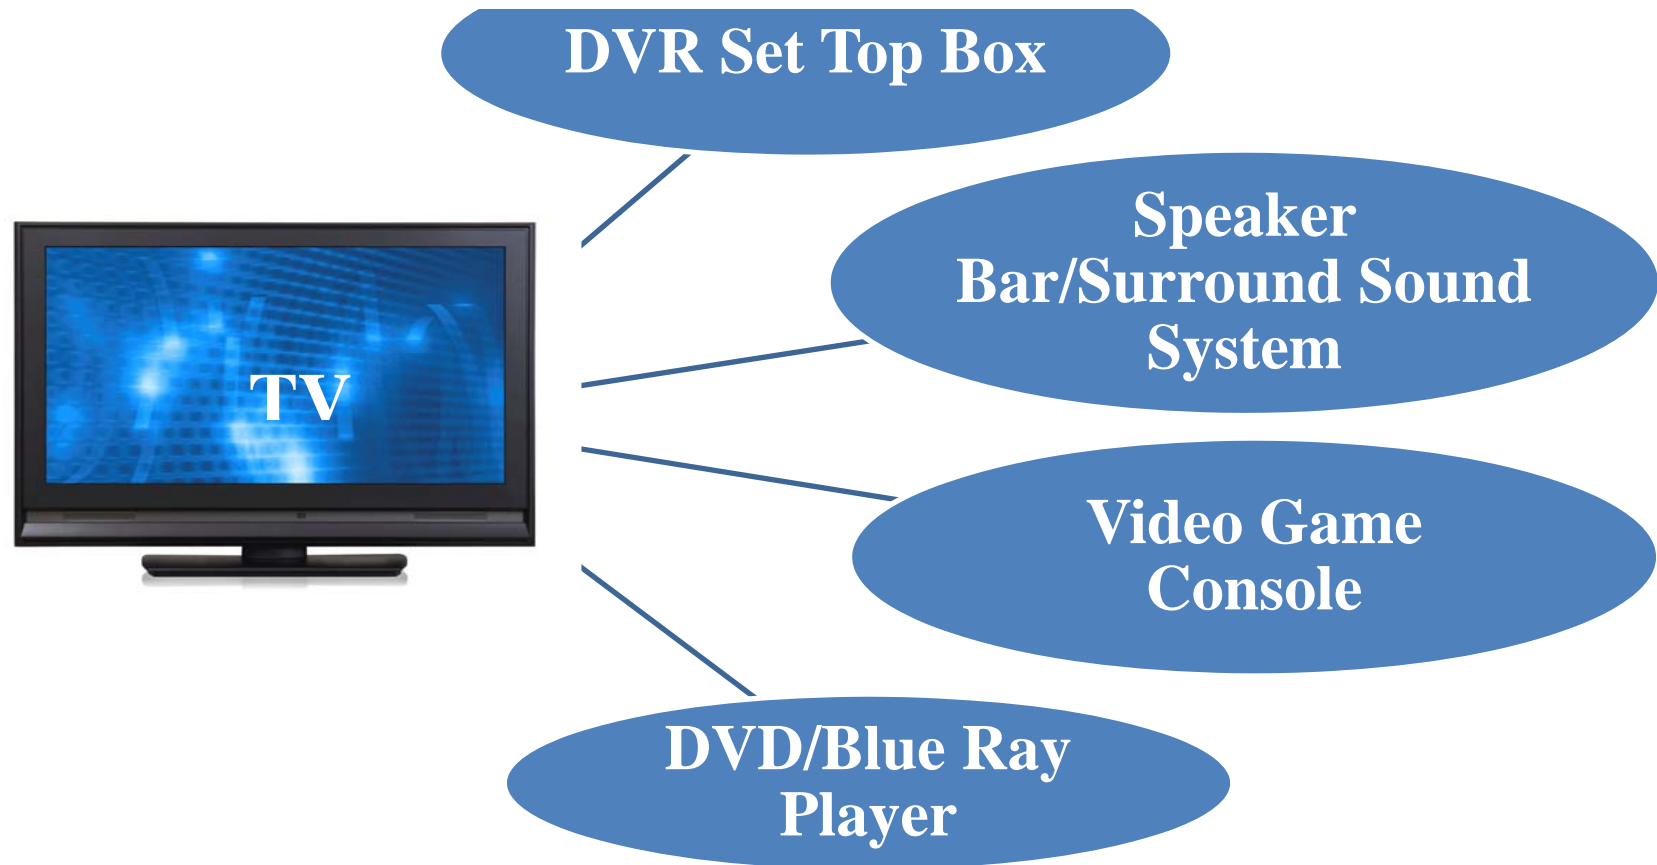 DVR Set Top Box
Speaker
Bar/Surround Sound
System
TV
Video Game
Console
DVD/Blue Ray
Player